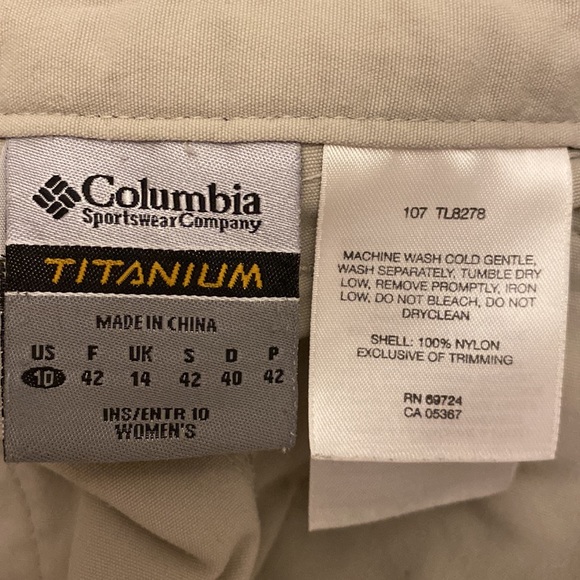 Columbia
Sportswear Company
TITANIUM
MADE IN CHINA
US F UK S D P
10 42 14 42 40 42
INS/ENTR 10
WOMEN'S
107 TL8278
MACHINE WASH COLD GENTLE,
WASH SEPARATELY, TUMBLE DRY
LOW, REMOVE PROMPTLY, IRON
LOW, DO NOT BLEACH, DO NOT
DRYCLEAN
SHELL: 100% NYLON
EXCLUSIVE OF TRIMMING
RN 69724
CA 05367